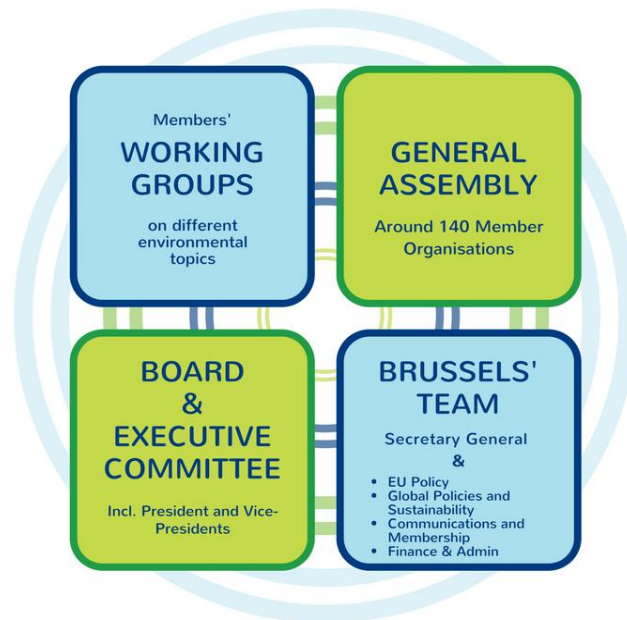 Members'
WORKING
GROUPS
on different
environmental
topics
GENERAL
ASSEMBLY
Around 140 Member
Organisations
BOARD
&
EXECUTIVE
COMMITTEE
Incl. President and Vice-
Presidents
BRUSSELS'
TEAM
Secretary General
&
• EU Policy
• Global Policies and
Sustainability
• Communications and
Membership
• Finance & Admin